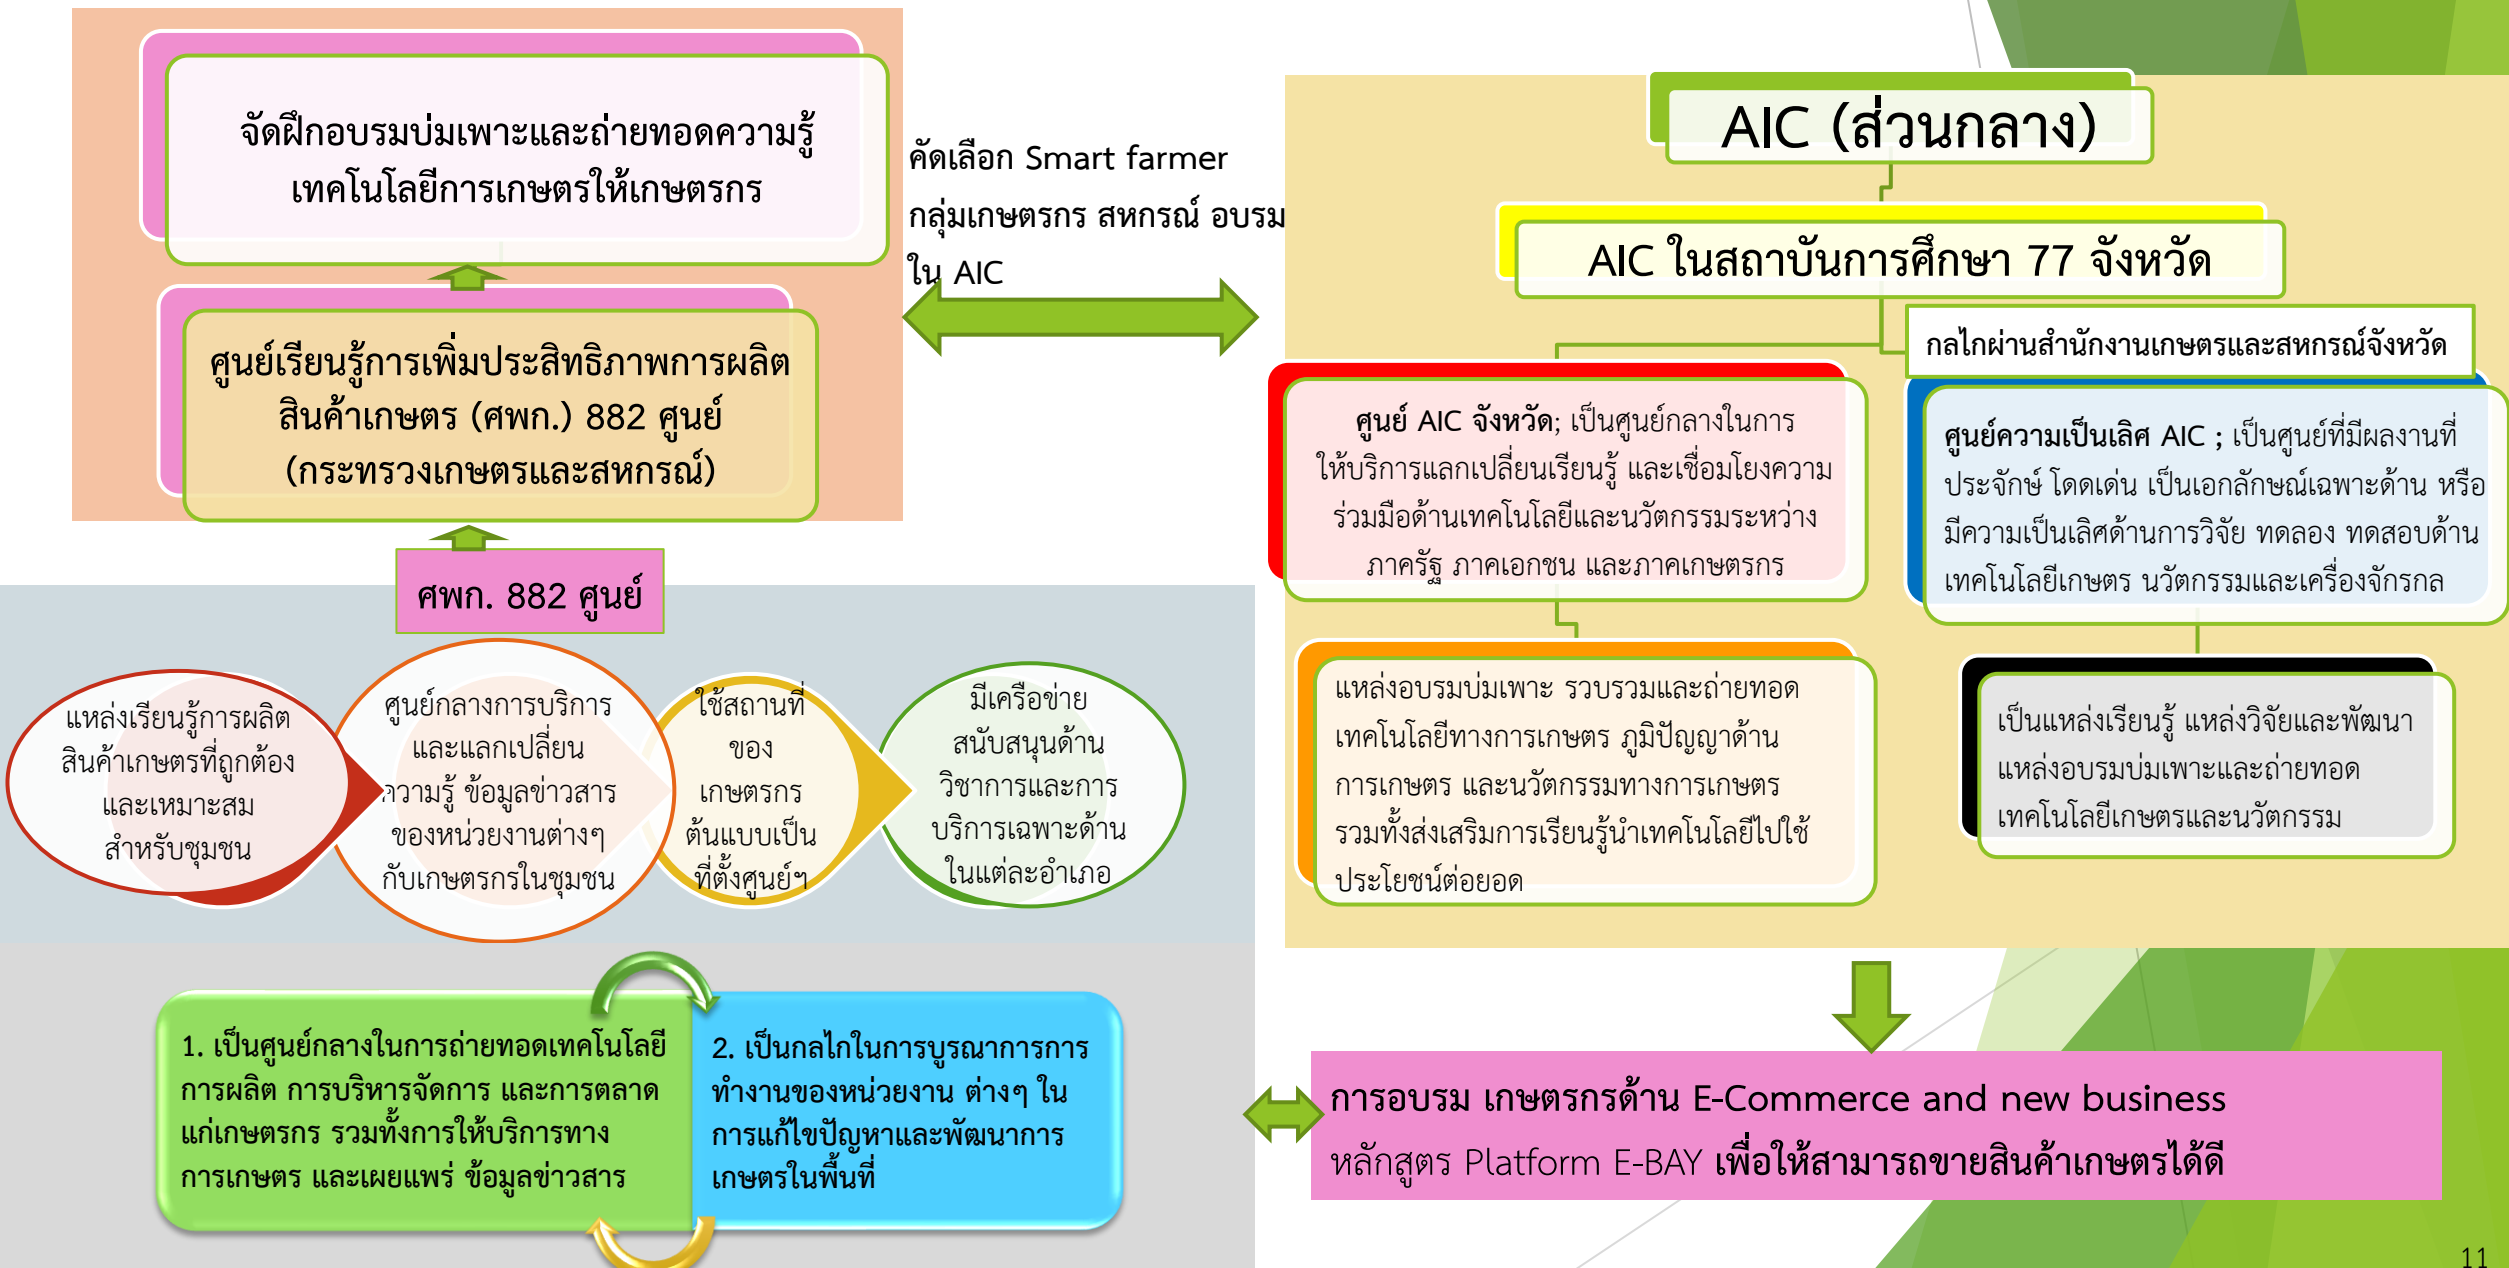 จัดฝึกอบรมบ่มเพาะและถ่ายทอดความรู้
เทคโนโลยีการเกษตรให้เกษตรกร
ศูนย์เรียนรู้การเพิ่มประสิทธิภาพการผลิต
สินค้าเกษตร (ศพก.) 882 ศูนย์
(กระทรวงเกษตรและสหกรณ์)
คัดเลือก Smart farmer
กลุ่มเกษตรกร สหกรณ์ อบรม
ใน AIC
AIC (ส่วนกลาง)
AIC ในสถาบันการศึกษา 77 จังหวัด
กลไกผ่านสำนักงานเกษตรและสหกรณ์จังหวัด
ศูนย์ AIC จังหวัด; เป็นศูนย์กลางในการ
ให้บริการแลกเปลี่ยนเรียนรู้ และเชื่อมโยงความ
ร่วมมือด้านเทคโนโลยีและนวัตกรรมระหว่าง
ภาครัฐ ภาคเอกชน และภาคเกษตรกร
ศูนย์ความเป็นเลิศ AIC ; เป็นศูนย์ที่มีผลงานที่
ประจักษ์ โดดเด่น เป็นเอกลักษณ์เฉพาะด้าน หรือ
มีความเป็นเลิศด้านการวิจัย ทดลอง ทดสอบด้าน
เทคโนโลยีเกษตร นวัตกรรมและเครื่องจักรกล
แหล่งอบรมบ่มเพาะ รวบรวมและถ่ายทอด
เทคโนโลยีทางการเกษตร ภูมิปัญญาด้าน
การเกษตร และนวัตกรรมทางการเกษตร
รวมทั้งส่งเสริมการเรียนรู้นำเทคโนโลยีไปใช้
ประโยชน์ต่อยอด
เป็นแหล่งเรียนรู้ แหล่งวิจัยและพัฒนา
แหล่งอบรมบ่มเพาะและถ่ายทอด
เทคโนโลยีเกษตรและนวัตกรรม
ศพก. 882 ศูนย์
แหล่งเรียนรู้การผลิต
สินค้าเกษตรที่ถูกต้อง
และเหมาะสม
สำหรับชุมชน
ศูนย์กลางการบริการ
และแลกเปลี่ยน
ความรู้ ข้อมูลข่าวสาร
ของหน่วยงานต่างๆ
กับเกษตรกรในชุมชน
ใช้สถานที่
ของ
เกษตรกร
ต้นแบบเป็น
ที่ตั้งศูนย์ฯ
มีเครือข่าย
สนับสนุนด้าน
วิชาการและการ
บริการเฉพาะด้าน
ในแต่ละอำเภอ
1. เป็นศูนย์กลางในการถ่ายทอดเทคโนโลยี
การผลิต การบริหารจัดการ และการตลาด
แก่เกษตรกร รวมทั้งการให้บริการทาง
การเกษตร และเผยแพร่ ข้อมูลข่าวสาร
2. เป็นกลไกในการบูรณาการการ
ทำงานของหน่วยงาน ต่างๆ ใน
การแก้ไขปัญหาและพัฒนาการ
เกษตรในพื้นที่
การอบรม เกษตรกรด้าน E-Commerce and new business
หลักสูตร Platform E-BAY เพื่อให้สามารถขายสินค้าเกษตรได้ดี
11